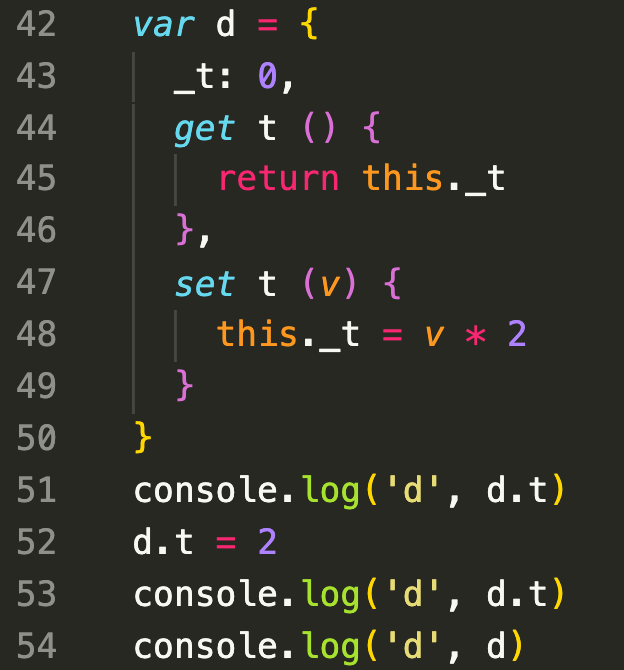 42 var d = {
43 _t: 0,
44 get t () {
45 return this._t
46 },
47 set t (v) {
48 this._t = v * 2
49 }
50 }
51 console.log('d', d.t)
52 d.t = 2
53 console.log('d', d.t)
54 console.log('d', d)